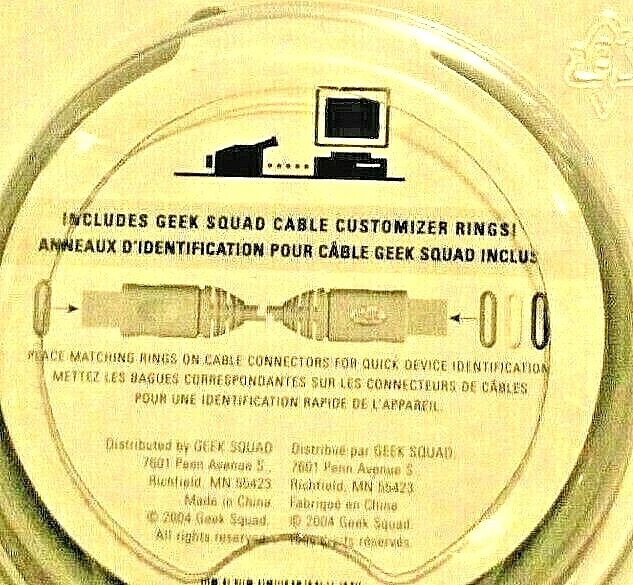 INCLUDES GEEK SQUAD CABLE CUSTOMIZER RINGS!
ANNEAUX D'IDENTIFICATION POUR CÂBLE GEEK SQUAD INCLUS
PLACE MATCHING RINGS ON CABLE CONNECTORS FOR QUICK DEVICE IDENTIFICATION
METTEZ LES BAGUES CORRESPONDANTES SUR LES CONNECTEURS DE CÂBLES
POUR UNE IDENTIFICATION RAPIDE DE L'APPAREIL.
Distributed by GEEK SQUAD
7601 Penn Avenue S.,
Richfield, MN 55423
Made in China
© 2004 Geek Squad.
All rights reserved
Distribué par GEEK SQUAD.
7601 Penn Avenue S
Richfield, MN 55423
Fabriqué en Chine
© 2004 Geek Squad.
réservés.